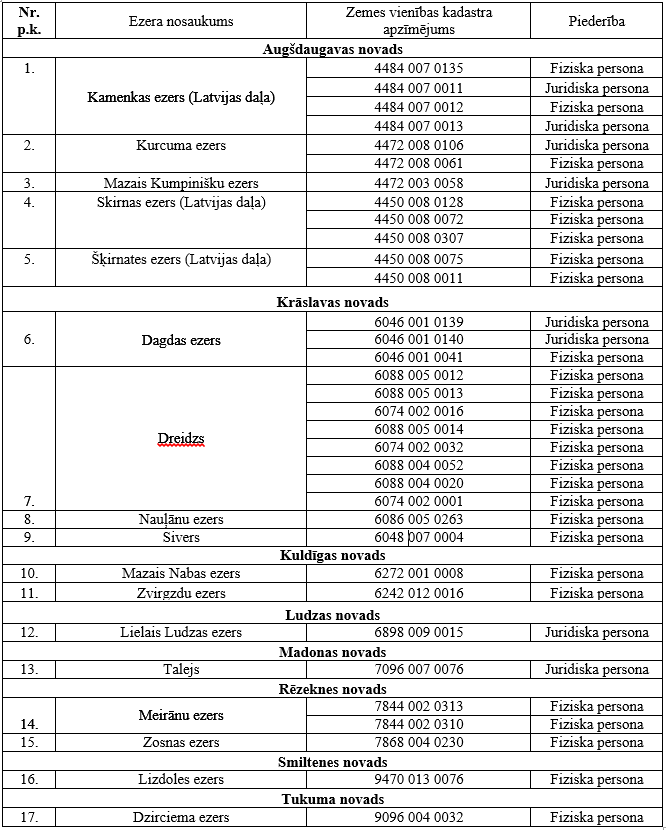 Nr. p.k. Ezera nosaukums Zemes vienības kadastra apzīmējums Piederība
Augšdaugavas novads
1. Kamenkas ezers (Latvijas daļa) 4484 007 0135 Fiziska persona
4484 007 0011 Juridiska persona
4484 007 0012 Fiziska persona
4484 007 0013 Juridiska persona
2. Kurcuma ezers 4472 008 0106 Juridiska persona
4472 008 0061 Fiziska persona
3. Mazais Kumpinišku ezers 4472 003 0058 Juridiska persona
4. Skirnas ezers (Latvijas daļa) 4450 008 0128 Fiziska persona
4450 008 0072 Fiziska persona
4450 008 0307 Fiziska persona
5. Šķirnates ezers (Latvijas daļa) 4450 008 0075 Fiziska persona
4450 008 0011 Fiziska persona
Krāslavas novads
6. Dagdas ezers 6046 001 0139 Juridiska persona
6046 001 0140 Juridiska persona
6046 001 0041 Fiziska persona
7. Dreidzs 6088 005 0012 Fiziska persona
6088 005 0013 Fiziska persona
6074 002 0016 Fiziska persona
6088 005 0014 Fiziska persona
6074 002 0032 Fiziska persona
6088 004 0052 Fiziska persona
6088 004 0020 Fiziska persona
6074 002 0001 Fiziska persona
8. Nauļānu ezers 6086 005 0263 Fiziska persona
9. Sivers 6048 007 0004 Fiziska persona
Kuldīgas novads
10. Mazais Nabas ezers 6272 001 0008 Fiziska persona
11. Zvirgzdu ezers 6242 012 0016 Fiziska persona
Ludzas novads
12. Lielais Ludzas ezers 6898 009 0015 Juridiska persona
Madonas novads
13. Talejs 7096 007 0076 Juridiska persona
Rēzeknes novads
14. Meirānu ezers 7844 002 0313 Fiziska persona
7844 002 0310 Fiziska persona
15. Zosnas ezers 7868 004 0230 Fiziska persona
Smiltenes novads
16. Lizdoles ezers 9470 013 0076 Fiziska persona
Tukuma novads
17. Dzirciema ezers 9096 004 0032 Fiziska persona